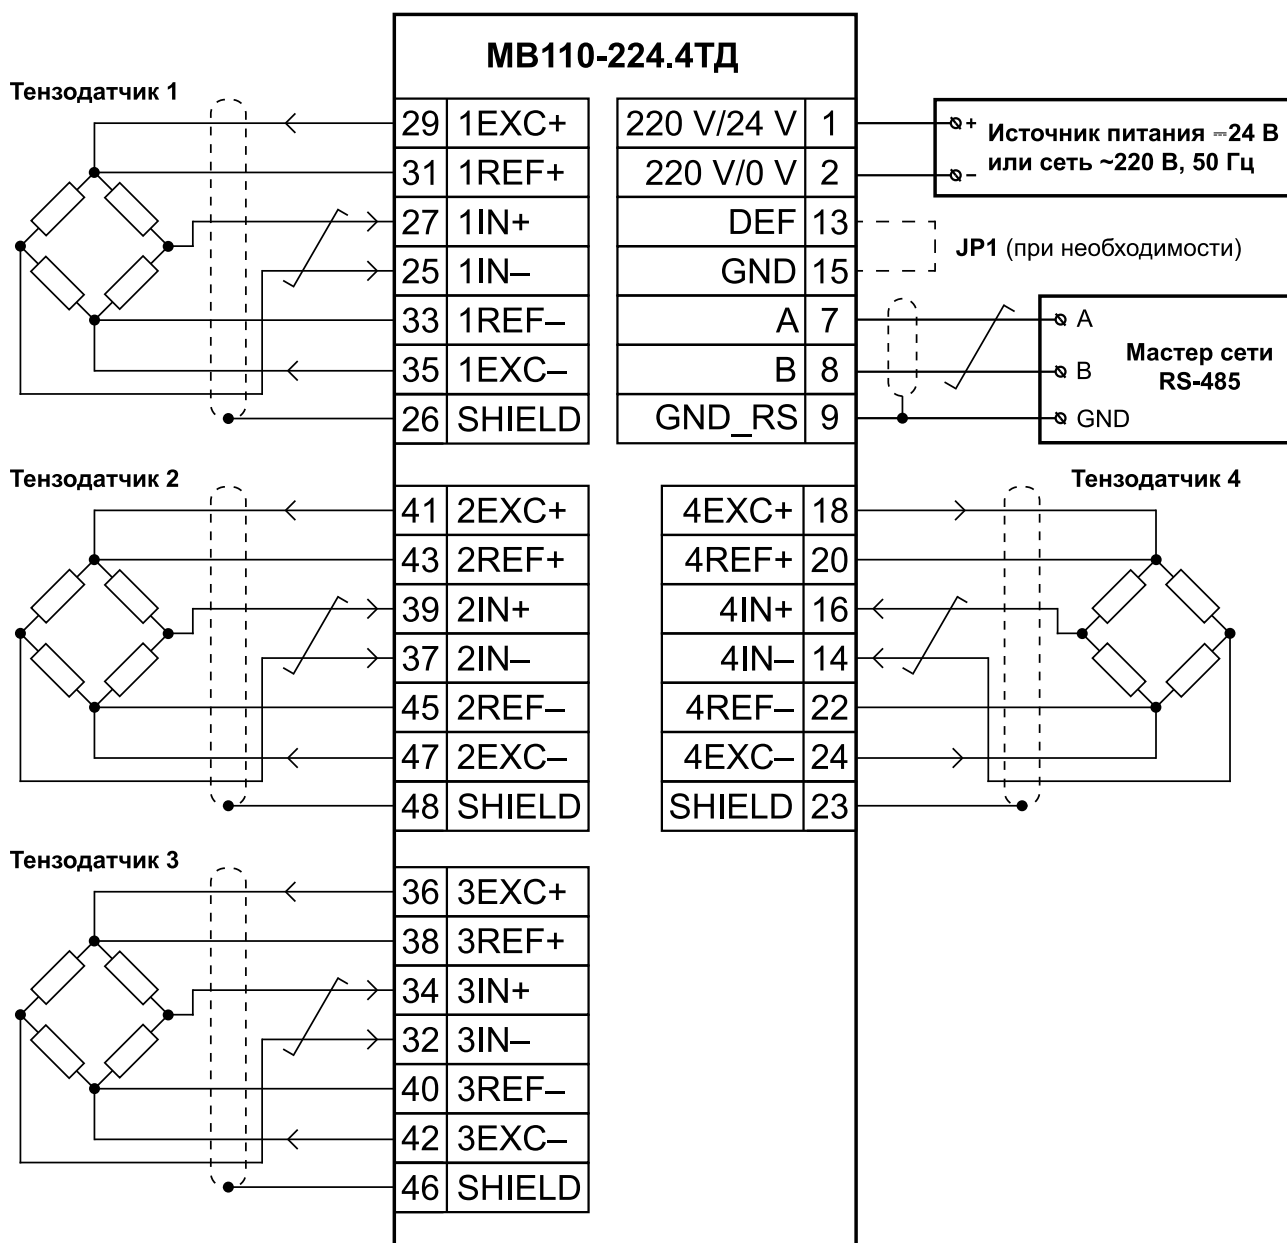 МВ110-224.4ТД
Тензодатчик 1
29 1EXC+
31 1REF+
27 1IN+
25 1IN–
33 1REF–
35 1EXC–
26 SHIELD
220 V/24 V 1
220 V/0 V 2
DEF 13
GND 15
A 7
B 8
GND_RS 9
+ Источник питания ⎓24 В
– или сеть ~220 В, 50 Гц
JP1 (при необходимости)
A
B
GND
Мастер сети
RS-485
Тензодатчик 2
41 2EXC+
43 2REF+
39 2IN+
37 2IN–
45 2REF–
47 2EXC–
48 SHIELD
Тензодатчик 4
4EXC+ 18
4REF+ 20
4IN+ 16
4IN– 14
4REF– 22
4EXC– 24
SHIELD 23
Тензодатчик 3
36 3EXC+
38 3REF+
34 3IN+
32 3IN–
40 3REF–
42 3EXC–
46 SHIELD